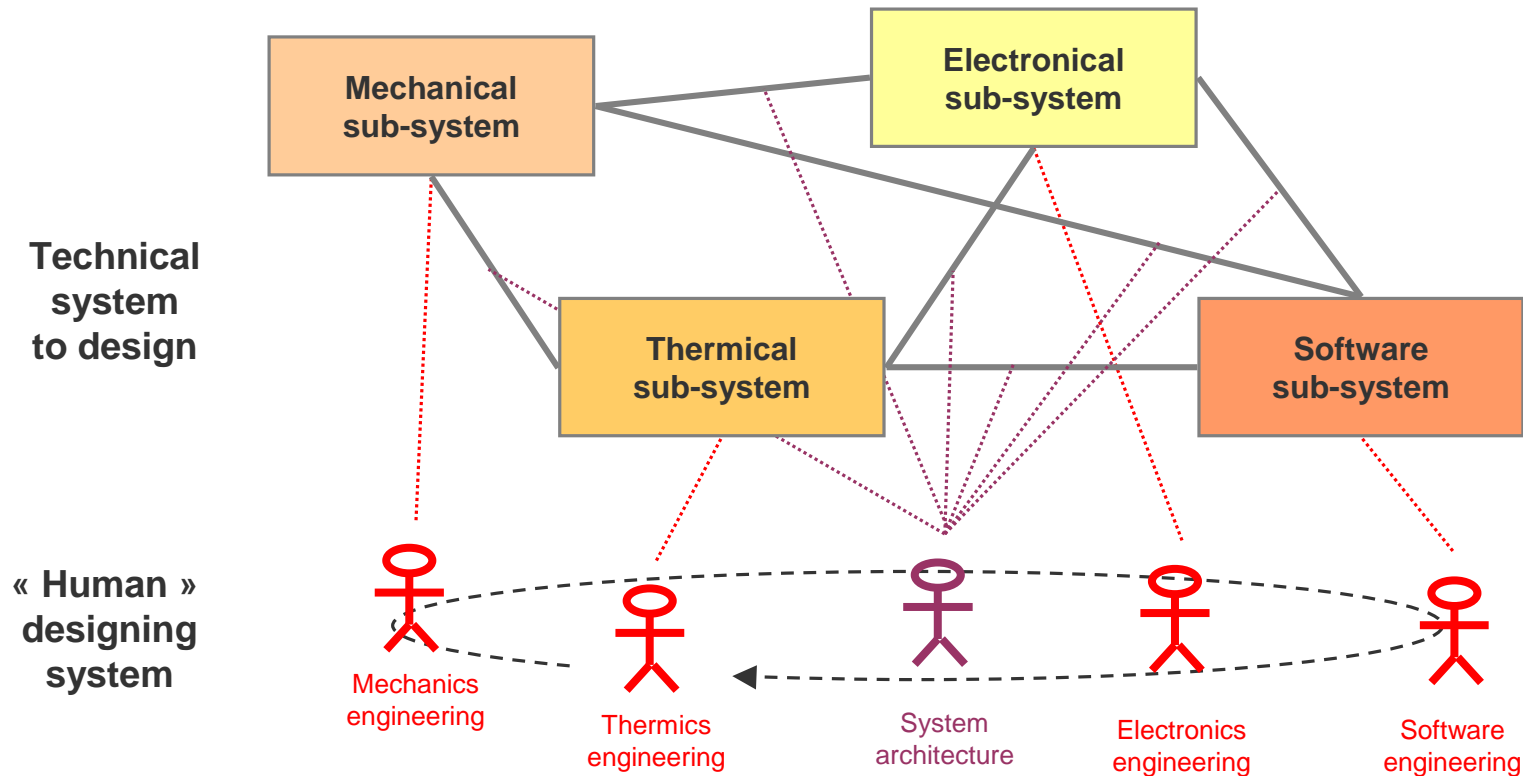 Mechanical
sub-system
Electronical
sub-system
Technical
system
to design
Thermical
sub-system
Software
sub-system
« Human »
designing
system
Mechanics
engineering
Thermics
engineering
System
architecture
Electronics
engineering
Software
engineering